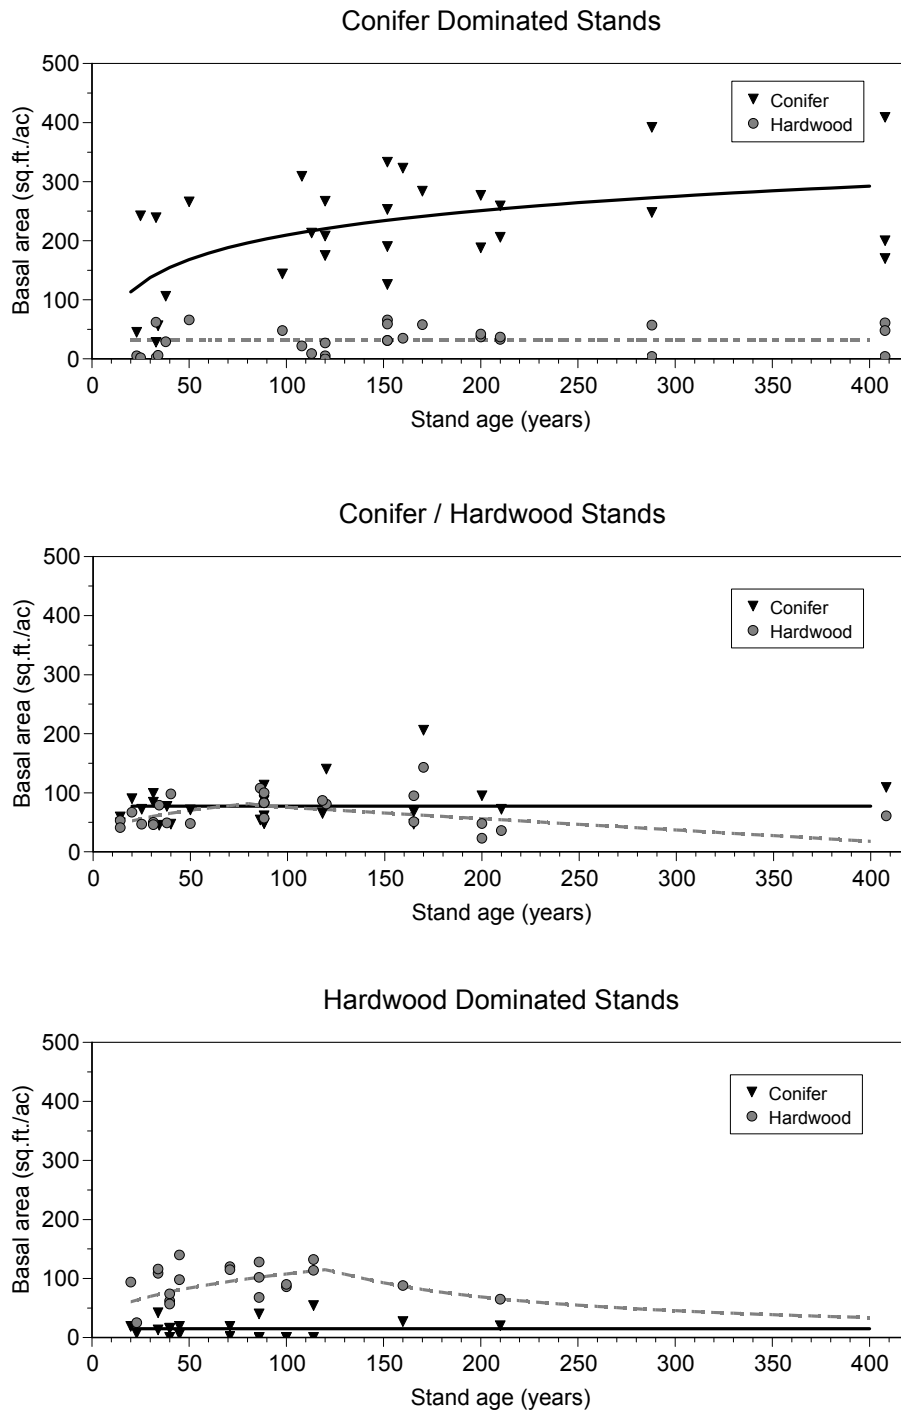 Conifer Dominated Stands
500
400
300
200
100
0
Basal area (sq.ft./ac)
Conifer
Hardwood
0 50 100 150 200 250 300 350 400
Stand age (years)
Conifer / Hardwood Stands
500
400
300
200
100
0
Basal area (sq.ft./ac)
Conifer
Hardwood
0 50 100 150 200 250 300 350 400
Stand age (years)
Hardwood Dominated Stands
500
400
300
200
100
0
Basal area (sq.ft./ac)
Conifer
Hardwood
0 50 100 150 200 250 300 350 400
Stand age (years)